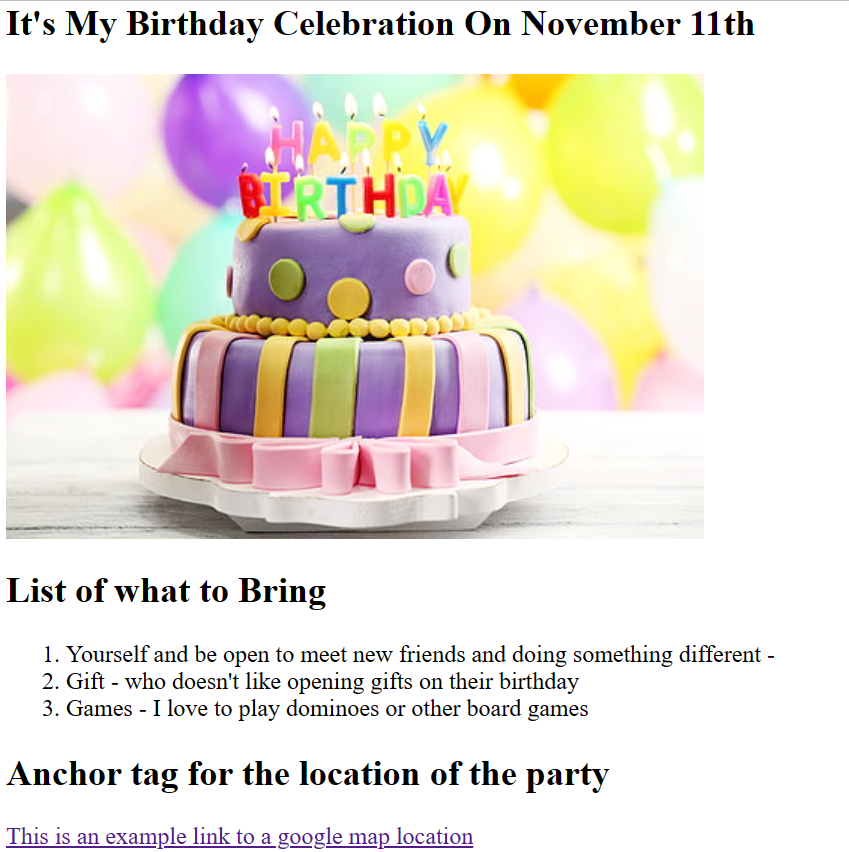 It's My Birthday Celebration On November 11th
HAPPY
BIRTHDAY
List of what to Bring
1. Yourself and be open to meet new friends and doing something different -
2. Gift - who doesn't like opening gifts on their birthday
3. Games - I love to play dominoes or other board games
Anchor tag for the location of the party
This is an example link to a google map location